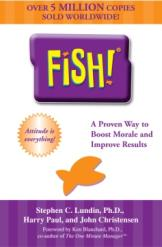 OVER 5 MILLION COPIES
SOLD WORLDWIDE!
FiSH!®
Attitude is
everything!
A Proven Way to
Boost Morale and
Improve Results
Stephen C. Lundin, Ph.D.,
Harry Paul, and John Christensen
Foreword by Ken Blanchard, Ph.D.,
co-author of The One Minute Manager™